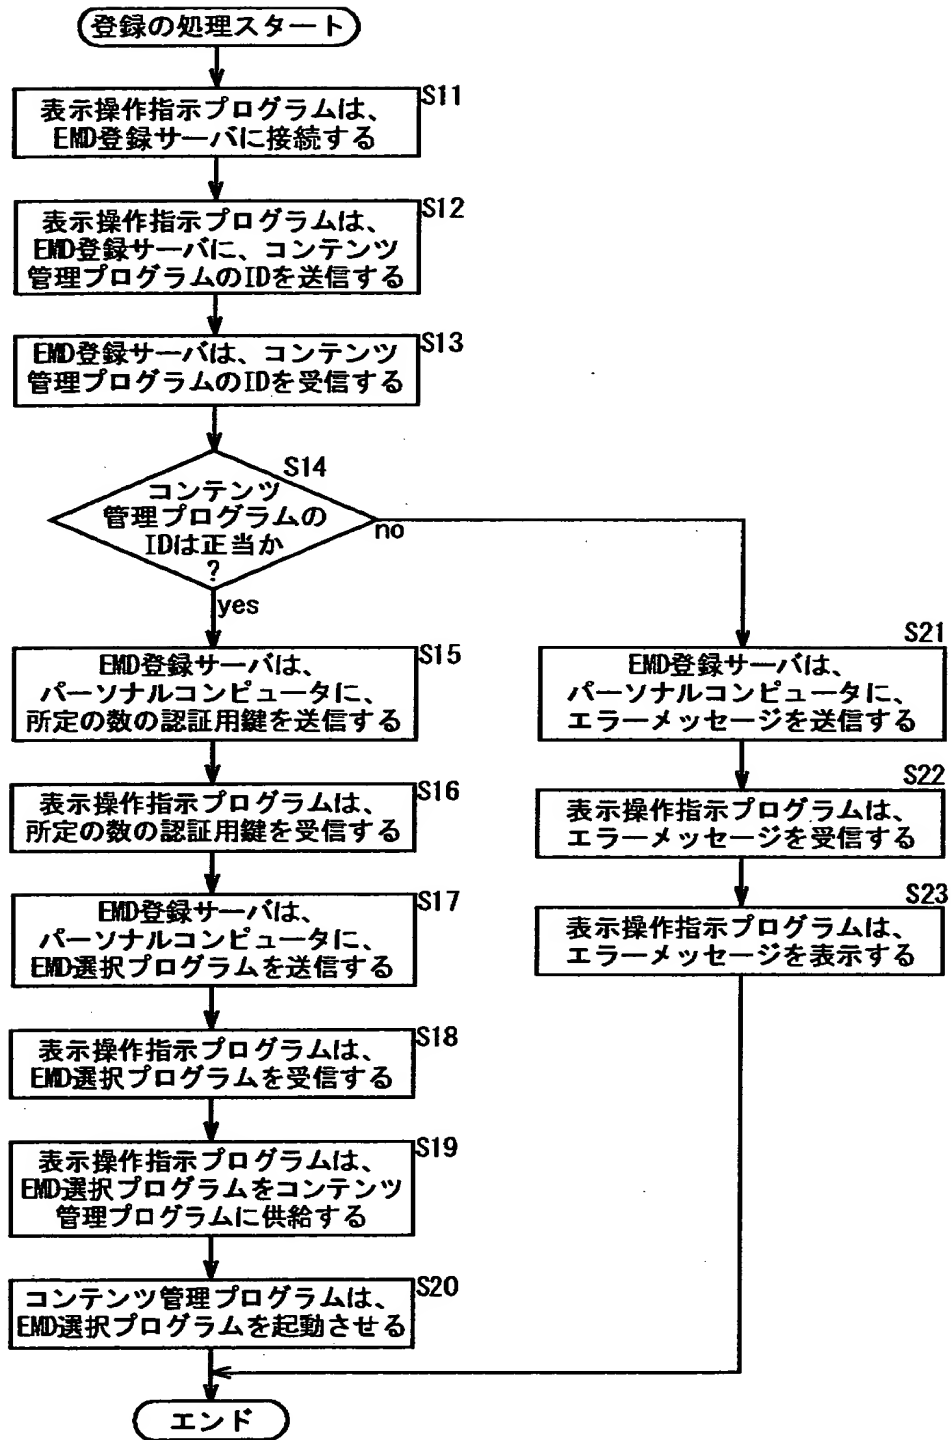 登録の処理スタート
S11
表示操作指示プログラムは、
EMD登録サーバに接続する
S12
表示操作指示プログラムは、
EMD登録サーバに、コンテンツ
管理プログラムのIDを送信する
S13
EMD登録サーバは、コンテンツ
管理プログラムのIDを受信する
S14
コンテンツ
管理プログラムの
IDは正当か
?
no
yes
S15
EMD登録サーバは、
パーソナルコンピュータに、
所定の数の認証用鍵を送信する
S16
表示操作指示プログラムは、
所定の数の認証用鍵を受信する
S17
EMD登録サーバは、
パーソナルコンピュータに、
EMD選択プログラムを送信する
S18
表示操作指示プログラムは、
EMD選択プログラムを受信する
S19
表示操作指示プログラムは、
EMD選択プログラムをコンテンツ
管理プログラムに供給する
S20
コンテンツ管理プログラムは、
EMD選択プログラムを起動させる
S21
EMD登録サーバは、
パーソナルコンピュータに、
エラーメッセージを送信する
S22
表示操作指示プログラムは、
エラーメッセージを受信する
S23
表示操作指示プログラムは、
エラーメッセージを表示する
エンド